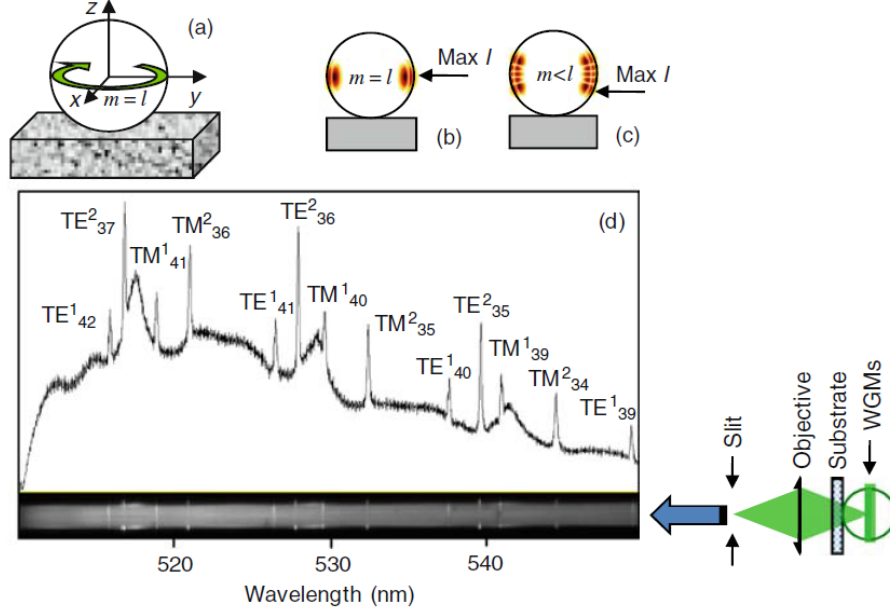 z
(a)
y
x
m = l
m = l
Max I
(b)
m < l
Max I
(c)
(d)
TE²₃₇
TM¹₄₁
TM²₃₆
TE¹₄₂
TE²₃₆
TE¹₄₁
TM¹₄₀
TM²₃₅
TE²₃₅
TE¹₄₀
TM¹₃₉
TM²₃₄
TE¹₃₉
520
530
540
Wavelength (nm)
Slit
Objective
Substrate
WGMs